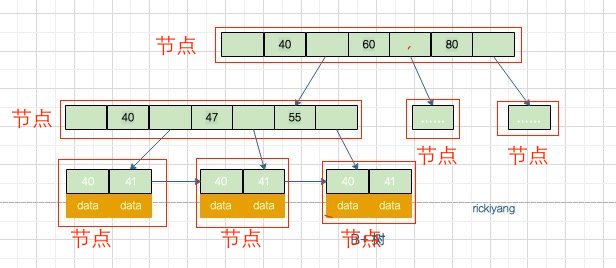 节点 40 60 80
节点 40 47 55 …… ……
节点 节点
40 41 40 41 40 41
data data data data data data
rickiyang
节点 节点 节点
B+树